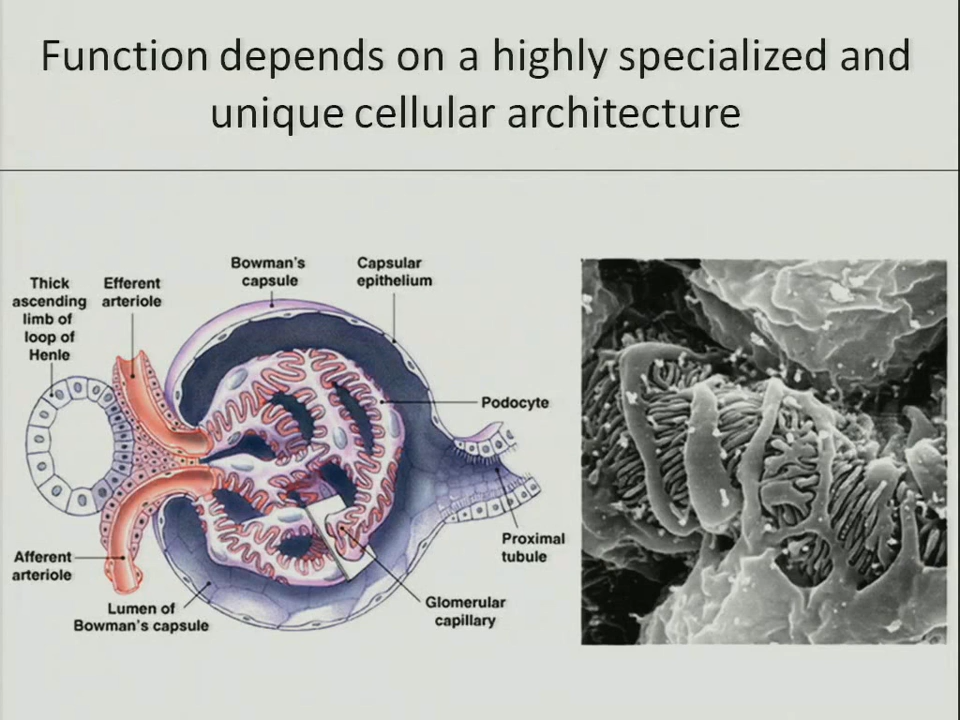 Function depends on a highly specialized and
unique cellular architecture
Bowman's
capsule
Capsular
epithelium
Thick
ascending
limb of
loop of
Henle
Efferent
arteriole
Podocyte
Proximal
tubule
Afferent
arteriole
Lumen of
Bowman's capsule
Glomerular
capillary